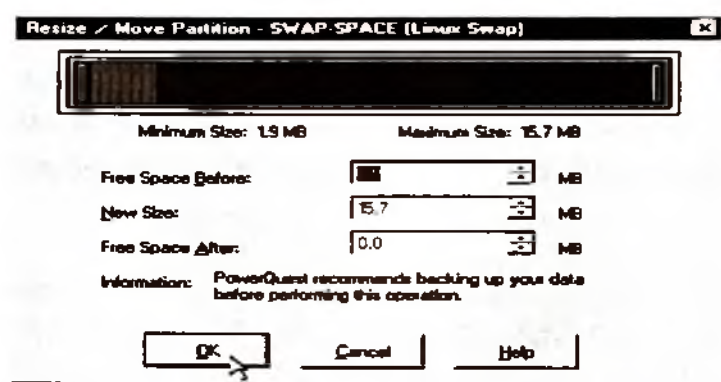 Resize / Move Partition - SWAP-SPACE (Linux Swap)
Minimum Size: 1.9 MB Maximum Size: 15.7 MB
Free Space Before: MB
New Size: 15.7 MB
Free Space After: 0.0 MB
Information: PowerQuest recommends backing up your data
before performing this operation.
OK Cancel Help